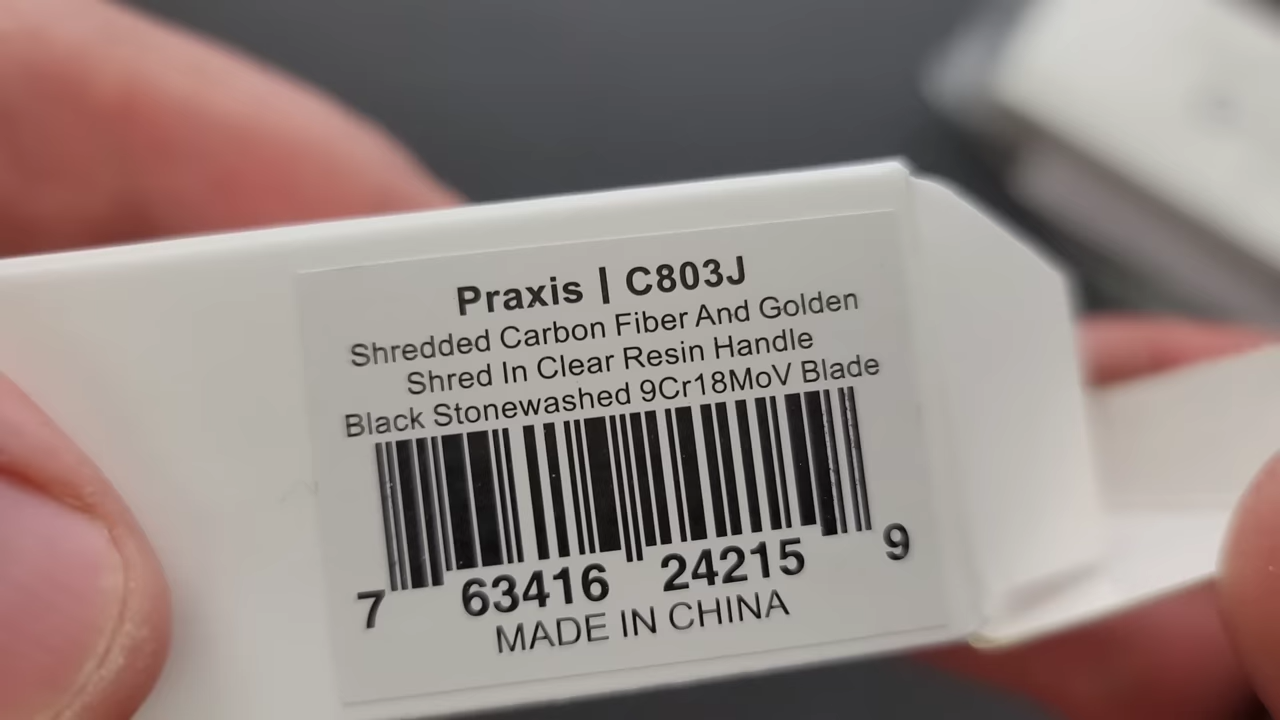 Praxis | C803J
Shredded Carbon Fiber And Golden
Shred In Clear Resin Handle
Black Stonewashed 9Cr18MoV Blade
7 63416 24215 9
MADE IN CHINA